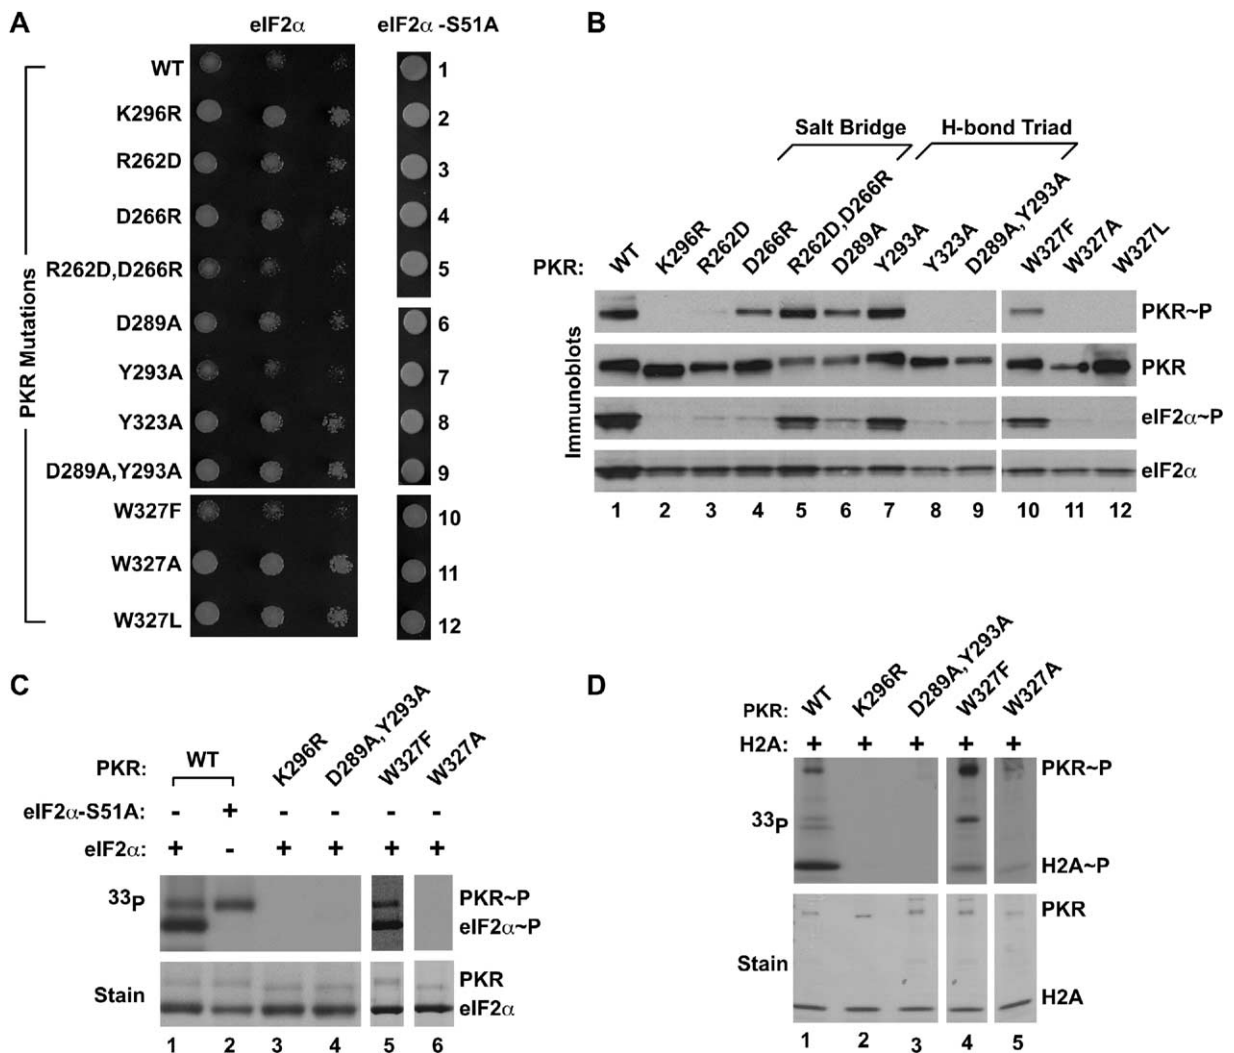 A
eIF2α
eIF2α -S51A
PKR Mutations
WT
1
K296R
2
R262D
3
D266R
4
R262D,D266R
5
D289A
6
Y293A
7
Y323A
8
D289A,Y293A
9
W327F
10
W327A
11
W327L
12
B
Salt Bridge
H-bond Triad
PKR:
WT
K296R
R262D
D266R
R262D,D266R
D289A
Y293A
Y323A
D289A,Y293A
W327F
W327A
W327L
Immunoblots
PKR~P
PKR
eIF2α~P
eIF2α
1 2 3 4 5 6 7 8 9 10 11 12
C
PKR:
WT
K296R
D289A,Y293A
W327F
W327A
eIF2α-S51A: - + - - - -
eIF2α: + - + + + +
33P
PKR~P
eIF2α~P
Stain
PKR
eIF2α
1 2 3 4 5 6
D
PKR:
WT
K296R
D289A,Y293A
W327F
W327A
H2A: + + + + +
33P
PKR~P
H2A~P
Stain
PKR
H2A
1 2 3 4 5